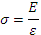 σ = E/ε